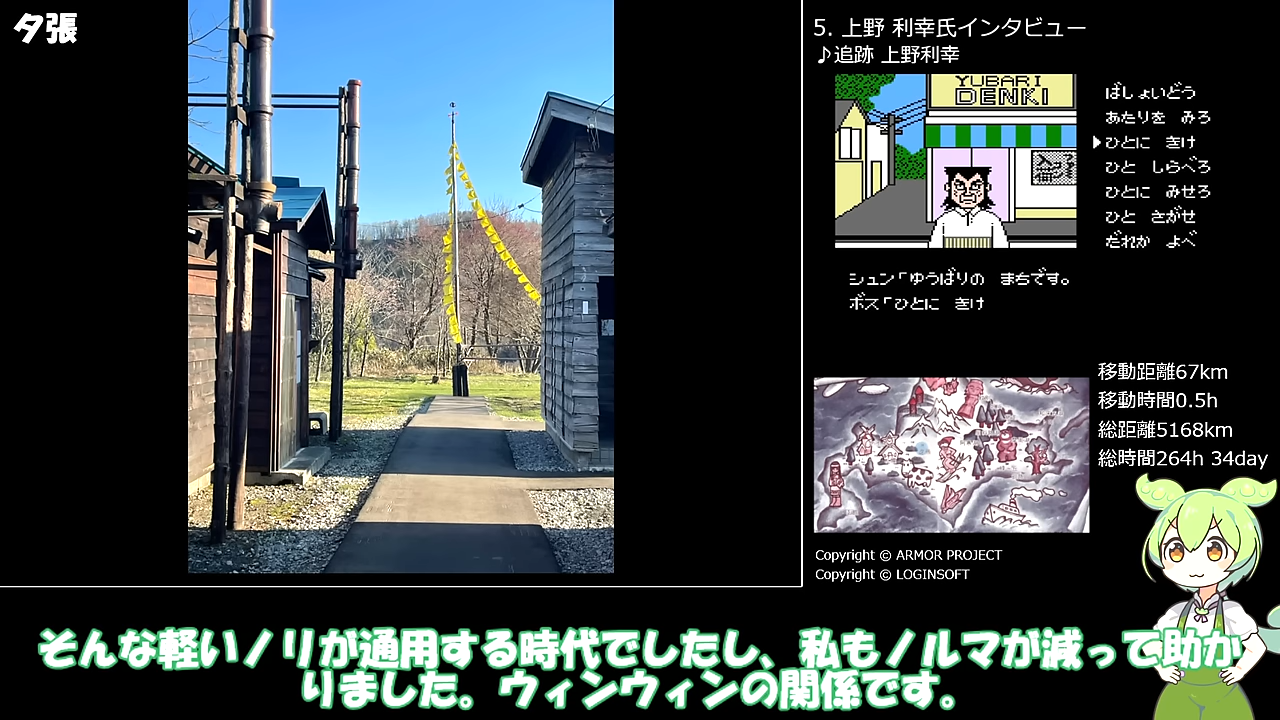 夕張
5. 上野 利幸氏インタビュー
♪追跡 上野利幸
YUBARI
DENKI
ばしょいどう
あたりを みろ
ひとに きけ
ひと しらべろ
ひとに みせろ
ひと さがせ
だれか よべ
シュン「ゆうばりの まちです。
ボス「ひとに きけ
移動距離67km
移動時間0.5h
総距離5168km
総時間264h 34day
Copyright © ARMOR PROJECT
Copyright © LOGINSOFT
そんな軽いノリが通用する時代でしたし、私もノルマが減って助か
りました。ウィンウィンの関係です。